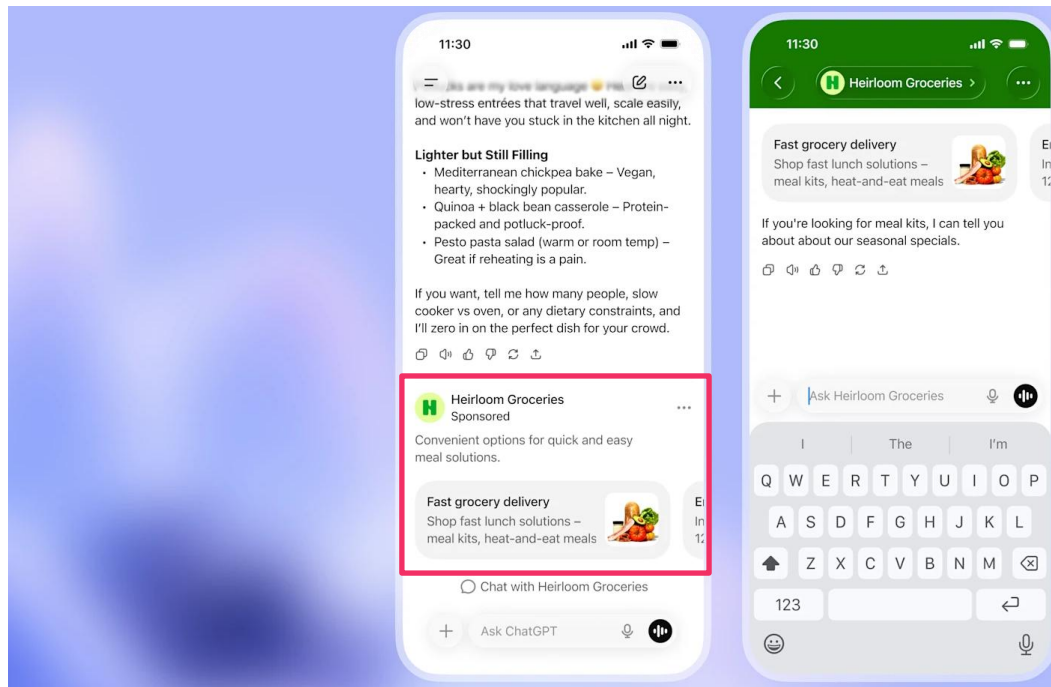 11:30
are my love language
low-stress entrées that travel well, scale easily,
and won't have you stuck in the kitchen all night.
Lighter but Still Filling
• Mediterranean chickpea bake – Vegan,
hearty, shockingly popular.
• Quinoa + black bean casserole – Protein-
packed and potluck-proof.
• Pesto pasta salad (warm or room temp) –
Great if reheating is a pain.
If you want, tell me how many people, slow
cooker vs oven, or any dietary constraints, and
I'll zero in on the perfect dish for your crowd.
H
Heirloom Groceries
Sponsored
Convenient options for quick and easy
meal solutions.
Fast grocery delivery
Shop fast lunch solutions –
meal kits, heat-and-eat meals
Chat with Heirloom Groceries
+ Ask ChatGPT
11:30
H Heirloom Groceries >
Fast grocery delivery
Shop fast lunch solutions –
meal kits, heat-and-eat meals
If you're looking for meal kits, I can tell you
about about our seasonal specials.
+ Ask Heirloom Groceries
I The I'm
Q W E R T Y U I O P
A S D F G H J K L
Z X C V B N M
123